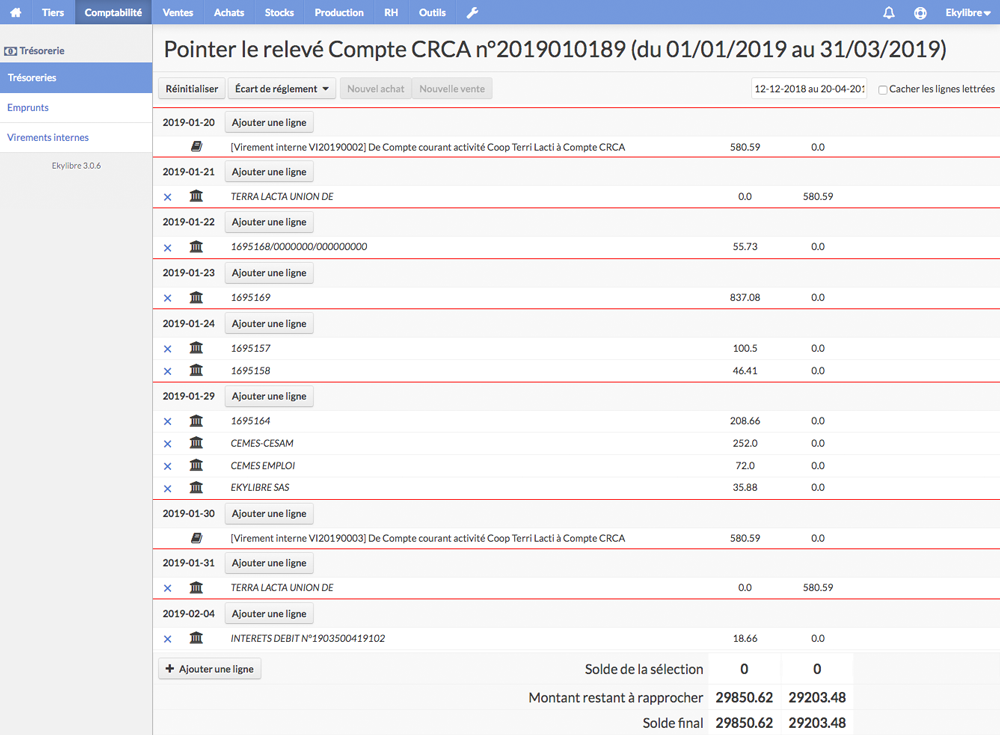 Tiers Comptabilité Ventes Achats Stocks Production RH Outils Ekylibre
Trésorerie
Trésoreries
Emprunts
Virements internes
Ekylibre 3.0.6
Pointer le relevé Compte CRCA n°2019010189 (du 01/01/2019 au 31/03/2019)
Réinitialiser Écart de réglement Nouvel achat Nouvelle vente 12-12-2018 au 20-04-201 Cacher les lignes lettrées
2019-01-20 Ajouter une ligne
[Virement interne VI20190002] De Compte courant activité Coop Terri Lacti à Compte CRCA 580.59 0.0
2019-01-21 Ajouter une ligne
TERRA LACTA UNION DE 0.0 580.59
2019-01-22 Ajouter une ligne
1695168/0000000/000000000 55.73 0.0
2019-01-23 Ajouter une ligne
1695169 837.08 0.0
2019-01-24 Ajouter une ligne
1695157 100.5 0.0
1695158 46.41 0.0
2019-01-29 Ajouter une ligne
1695164 208.66 0.0
CEMES-CESAM 252.0 0.0
CEMES EMPLOI 72.0 0.0
EKYLIBRE SAS 35.88 0.0
2019-01-30 Ajouter une ligne
[Virement interne VI20190003] De Compte courant activité Coop Terri Lacti à Compte CRCA 580.59 0.0
2019-01-31 Ajouter une ligne
TERRA LACTA UNION DE 0.0 580.59
2019-02-04 Ajouter une ligne
INTERETS DEBIT N°1903500419102 18.66 0.0
+ Ajouter une ligne Solde de la sélection 0 0
Montant restant à rapprocher 29850.62 29203.48
Solde final 29850.62 29203.48